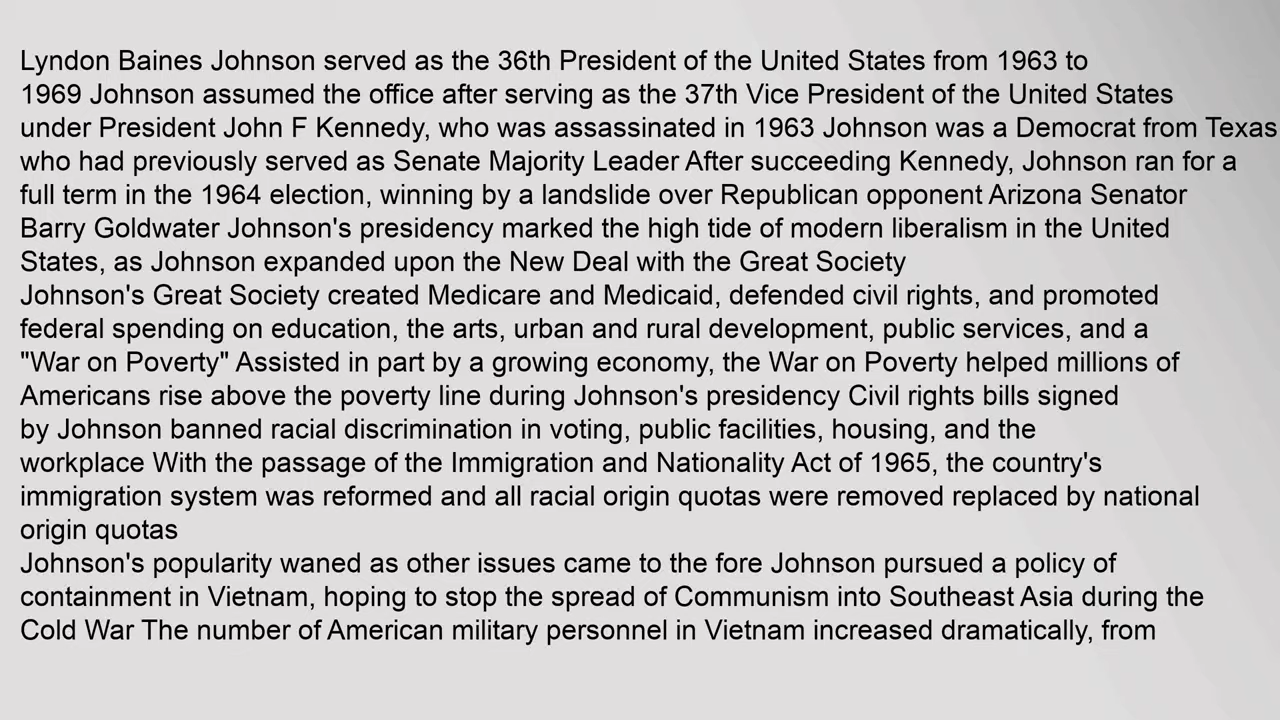 Lyndon Baines Johnson served as the 36th President of the United States from 1963 to
1969 Johnson assumed the office after serving as the 37th Vice President of the United States
under President John F Kennedy, who was assassinated in 1963 Johnson was a Democrat from Texas
who had previously served as Senate Majority Leader After succeeding Kennedy, Johnson ran for a
full term in the 1964 election, winning by a landslide over Republican opponent Arizona Senator
Barry Goldwater Johnson's presidency marked the high tide of modern liberalism in the United
States, as Johnson expanded upon the New Deal with the Great Society
Johnson's Great Society created Medicare and Medicaid, defended civil rights, and promoted
federal spending on education, the arts, urban and rural development, public services, and a
"War on Poverty" Assisted in part by a growing economy, the War on Poverty helped millions of
Americans rise above the poverty line during Johnson's presidency Civil rights bills signed
by Johnson banned racial discrimination in voting, public facilities, housing, and the
workplace With the passage of the Immigration and Nationality Act of 1965, the country's
immigration system was reformed and all racial origin quotas were removed replaced by national
origin quotas
Johnson's popularity waned as other issues came to the fore Johnson pursued a policy of
containment in Vietnam, hoping to stop the spread of Communism into Southeast Asia during the
Cold War The number of American military personnel in Vietnam increased dramatically, from